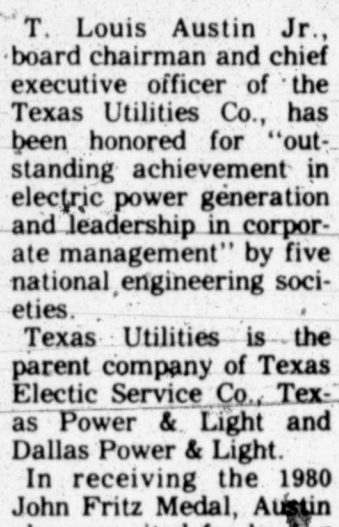 T. Louis Austin Jr.,
board chairman and chief
executive officer of the
Texas Utilities Co., has
been honored for "out-
standing achievement in
electric power generation
and leadership in corpor-
ate management" by five
national engineering soci-
eties.
Texas Utilities is the
parent company of Texas
Electic Service Co., Tex-
as Power & Light and
Dallas Power & Light.
In receiving the 1980
John Fritz Medal, Austin